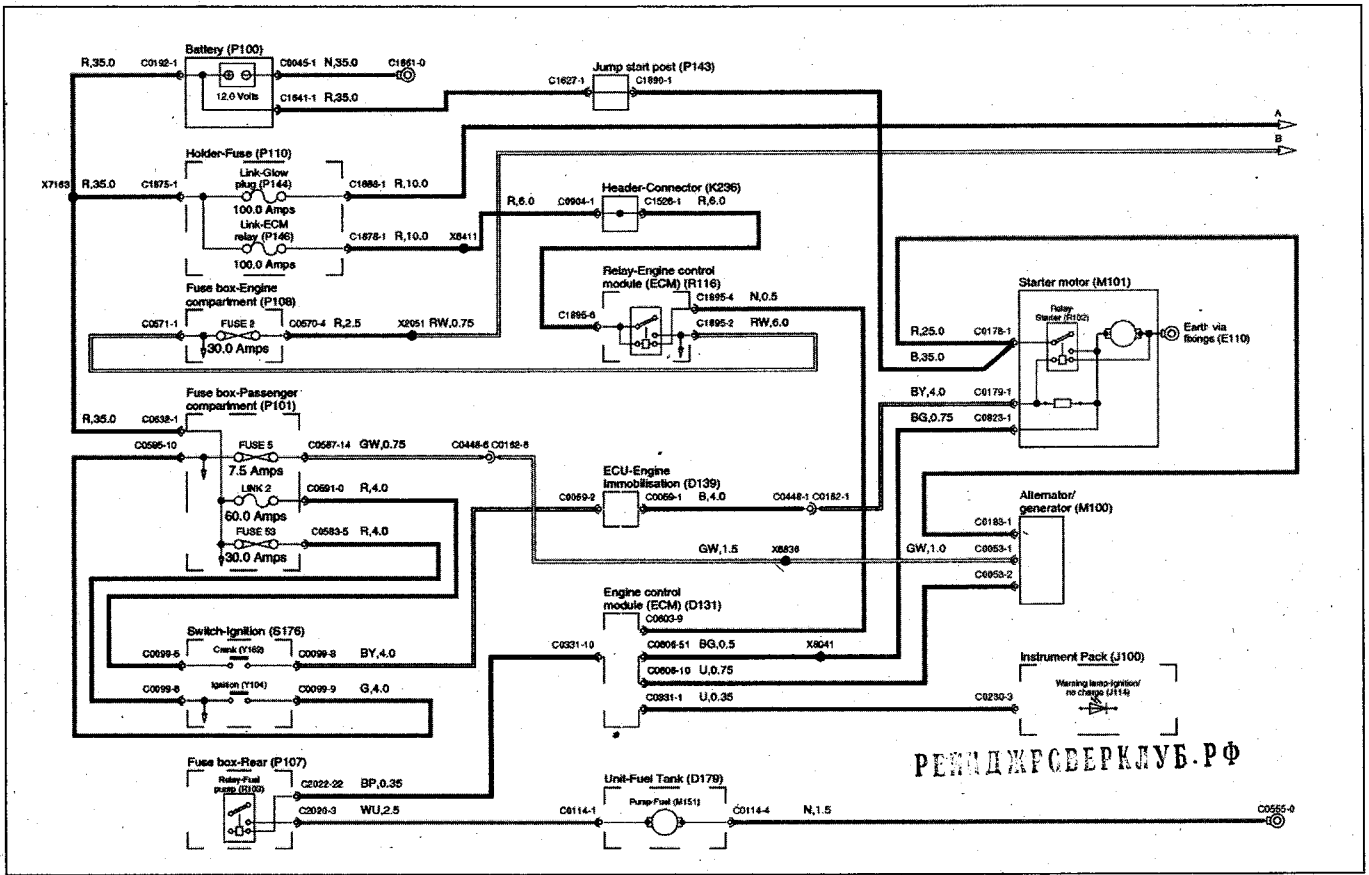 Battery (P100)
R,35.0 C0192-1 C0045-1 N,35.0 C1861-0
12.0 Volts
C1641-1 R,35.0
Jump start post (P143)
C1627-1 C1890-1
A
B
Holder-Fuse (P110)
Link-Glow
plug (P144)
X7163 R,35.0 C1875-1 R,10.0
100.0 Amps
Link-ECM
relay (P146)
C1878-1 R,10.0 X6411
100.0 Amps
Header-Connector (K236)
R,6.0 C0904-1 C1526-1 R,6.0
Fuse box-Engine
compartment (P108)
C0571-1 FUSE 2 C0570-4 R,2.5 X2051 RW,0.75
30.0 Amps
Relay-Engine control
module (ECM) (R116)
C1895-4 N,0.5
C1895-6 C1895-2 RW,6.0
Starter motor (M101)
Relay-
Starter (R102)
R,25.0 C0178-1
B,35.0
Earth via
fixings (E110)
BY,4.0 C0179-1
BG,0.75 C0823-1
Fuse box-Passenger
compartment (P101)
R,35.0 C0632-1
C0595-10 FUSE 5 C0587-14 GW,0.75 C0448-6 C0162-6
7.5 Amps
LINK 2 C0591-0 R,4.0
60.0 Amps
FUSE 53 C0583-5 R,4.0
30.0 Amps
ECU-Engine
Immobilisation (D139)
C0059-2 C0059-1 B,4.0 C0448-1 C0162-1
Alternator/
generator (M100)
C0183-1
GW,1.5 X6836 GW,1.0 C0053-1
C0053-2
Switch-Ignition (S176)
C0099-5 Crank (Y162) C0099-8 BY,4.0
C0099-6 Ignition (Y104) C0099-9 G,4.0
Engine control
module (ECM) (D131)
C0603-9
C0331-10 C0606-51 BG,0.5 X6041
C0606-10 U,0.75
C0331-1 U,0.35
Instrument Pack (J100)
Warning lamp-Ignition/
no charge (J114)
C0230-3
Fuse box-Rear (P107)
Relay-Fuel
pump (R103)
C2022-22 BP,0.35
C2020-3 WU,2.5
Unit-Fuel Tank (D179)
Pump-Fuel (M151)
C0114-1 C0114-4 N,1.5 C0555-0
РЕЙНДЖРОВЕРКЛУБ.РФ